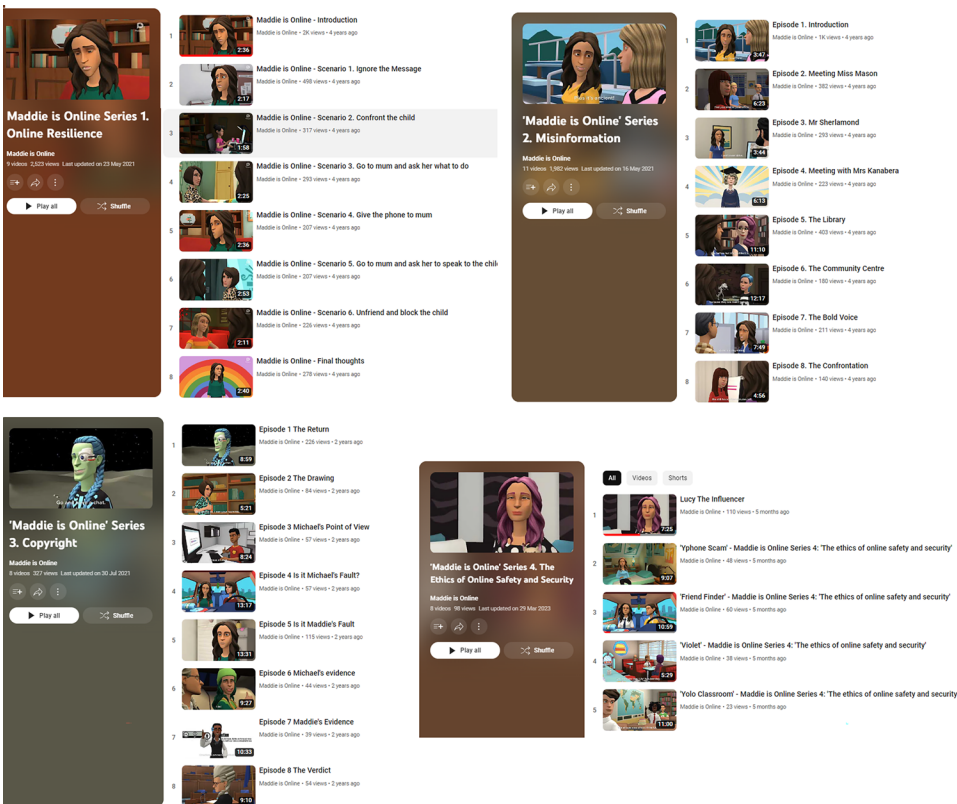 Maddie is Online Series 1.
Online Resilience
Maddie is Online
9 videos 2,523 views Last updated on 23 May 2021
Play all
Shuffle
1
Maddie is Online - Introduction
Maddie is Online • 2K views • 4 years ago
2:36
2
Maddie is Online - Scenario 1. Ignore the Message
Maddie is Online • 498 views • 4 years ago
2:17
3
Maddie is Online - Scenario 2. Confront the child
Maddie is Online • 317 views • 4 years ago
1:58
4
Maddie is Online - Scenario 3. Go to mum and ask her what to do
Maddie is Online • 293 views • 4 years ago
2:25
5
Maddie is Online - Scenario 4. Give the phone to mum
Maddie is Online • 207 views • 4 years ago
2:36
6
Maddie is Online - Scenario 5. Go to mum and ask her to speak to the chil
Maddie is Online • 207 views • 4 years ago
2:53
7
Maddie is Online - Scenario 6. Unfriend and block the child
Maddie is Online • 226 views • 4 years ago
2:11
8
Maddie is Online - Final thoughts
Maddie is Online • 278 views • 4 years ago
2:40
'Maddie is Online' Series
2. Misinformation
Maddie is Online
11 videos 1,982 views Last updated on 16 May 2021
Play all
Shuffle
1
Episode 1. Introduction
Maddie is Online • 1K views • 4 years ago
3:47
2
Episode 2. Meeting Miss Mason
Maddie is Online • 382 views • 4 years ago
6:23
3
Episode 3. Mr Sherlamond
Maddie is Online • 293 views • 4 years ago
3:44
4
Episode 4. Meeting with Mrs Kanabera
Maddie is Online • 223 views • 4 years ago
6:13
5
Episode 5. The Library
Maddie is Online • 403 views • 4 years ago
11:10
6
Episode 6. The Community Centre
Maddie is Online • 180 views • 4 years ago
12:17
7
Episode 7. The Bold Voice
Maddie is Online • 211 views • 4 years ago
7:49
8
Episode 8. The Confrontation
Maddie is Online • 140 views • 4 years ago
4:56
'Maddie is Online' Series
3. Copyright
Maddie is Online
8 videos 327 views Last updated on 30 Jul 2021
Play all
Shuffle
1
Episode 1 The Return
Maddie is Online • 226 views • 2 years ago
8:59
2
Episode 2 The Drawing
Maddie is Online • 84 views • 2 years ago
5:21
3
Episode 3 Michael's Point of View
Maddie is Online • 57 views • 2 years ago
8:24
4
Episode 4 Is it Michael's Fault?
Maddie is Online • 57 views • 2 years ago
13:17
5
Episode 5 Is it Maddie's Fault
Maddie is Online • 115 views • 2 years ago
13:31
6
Episode 6 Michael's evidence
Maddie is Online • 44 views • 2 years ago
9:27
7
Episode 7 Maddie's Evidence
Maddie is Online • 39 views • 2 years ago
10:33
8
Episode 8 The Verdict
Maddie is Online • 54 views • 2 years ago
9:10
'Maddie is Online' Series 4. The
Ethics of Online Safety and Security
Maddie is Online
8 videos 98 views Last updated on 29 Mar 2023
Play all
Shuffle
All
Videos
Shorts
1
Lucy The Influencer
Maddie is Online • 110 views • 5 months ago
7:25
2
'Yphone Scam' - Maddie is Online Series 4: 'The ethics of online safety and security'
Maddie is Online • 48 views • 5 months ago
9:07
3
'Friend Finder' - Maddie is Online Series 4: 'The ethics of online safety and security'
Maddie is Online • 60 views • 5 months ago
10:59
4
'Violet' - Maddie is Online Series 4: 'The ethics of online safety and security'
Maddie is Online • 38 views • 5 months ago
5:29
5
'Yolo Classroom' - Maddie is Online Series 4: 'The ethics of online safety and security
Maddie is Online • 23 views • 5 months ago
11:00